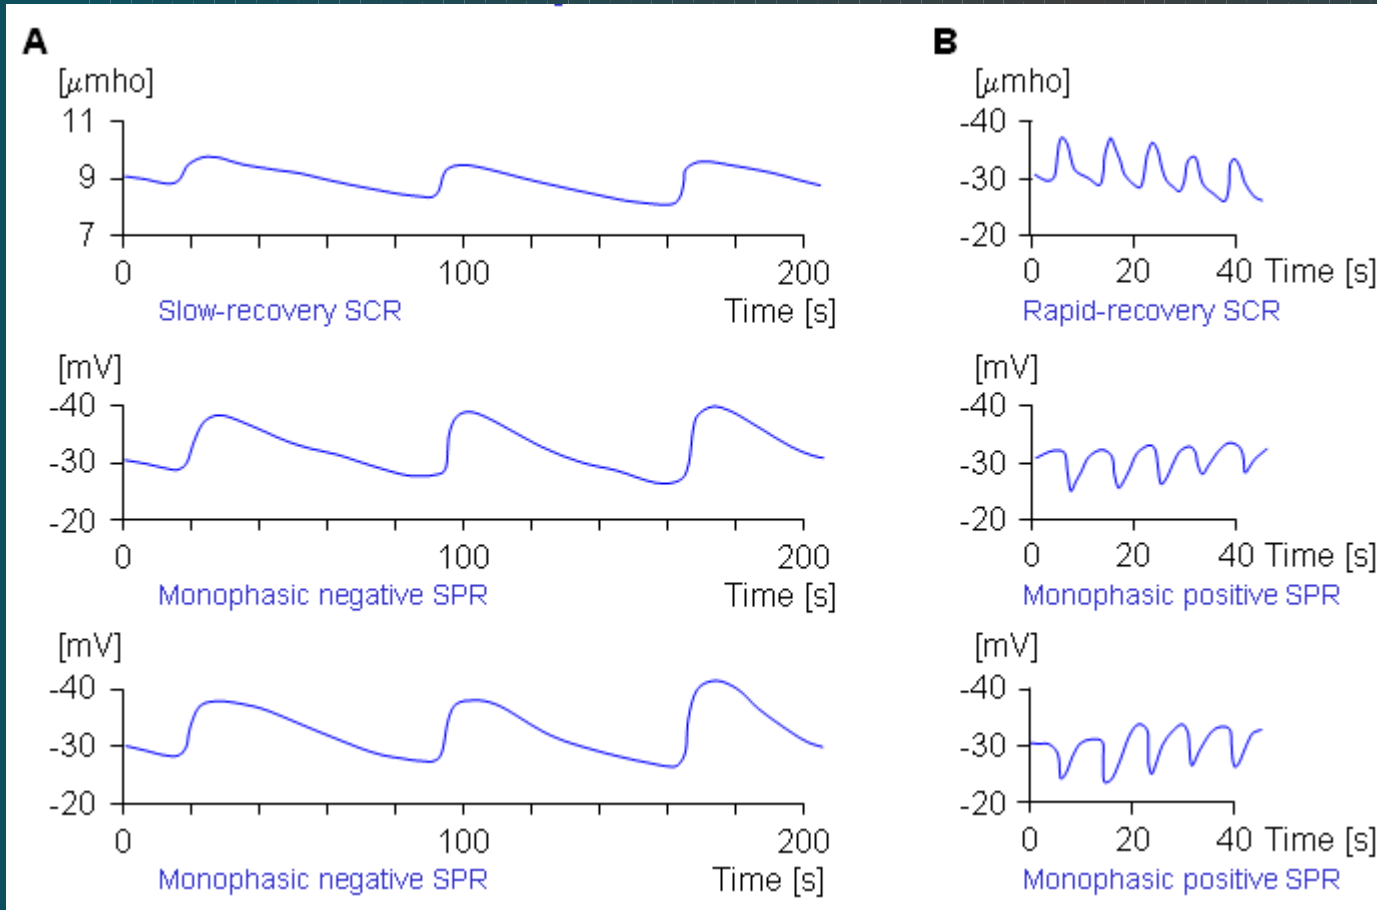 A
[μmho]
11
9
7
0 100 200
Slow-recovery SCR Time [s]
[mV]
-40
-30
-20
0 100 200
Monophasic negative SPR Time [s]
[mV]
-40
-30
-20
0 100 200
Monophasic negative SPR Time [s]
B
[μmho]
-40
-30
-20
0 20 40 Time [s]
Rapid-recovery SCR
[mV]
-40
-30
-20
0 20 40 Time [s]
Monophasic positive SPR
[mV]
-40
-30
-20
0 20 40 Time [s]
Monophasic positive SPR